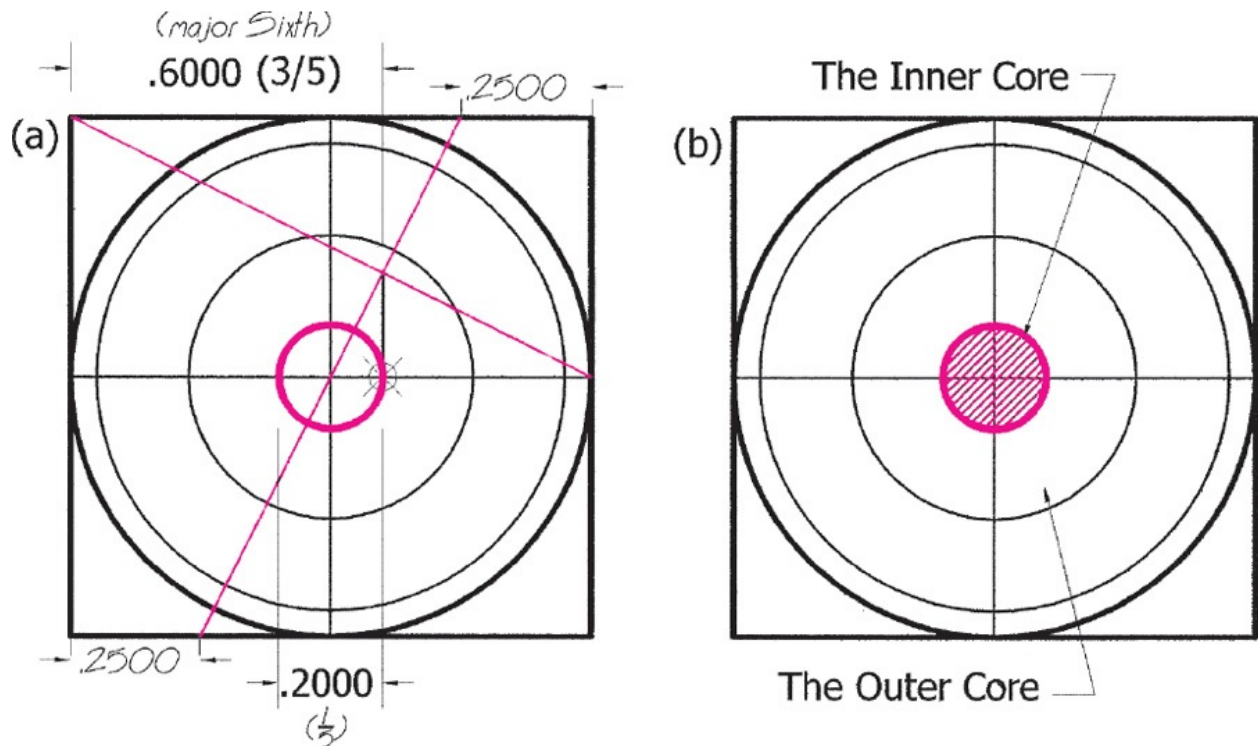 (major Sixth)
.6000 (3/5)
.2500
(a)
.2500
.2000
(1/5)
The Inner Core
(b)
The Outer Core